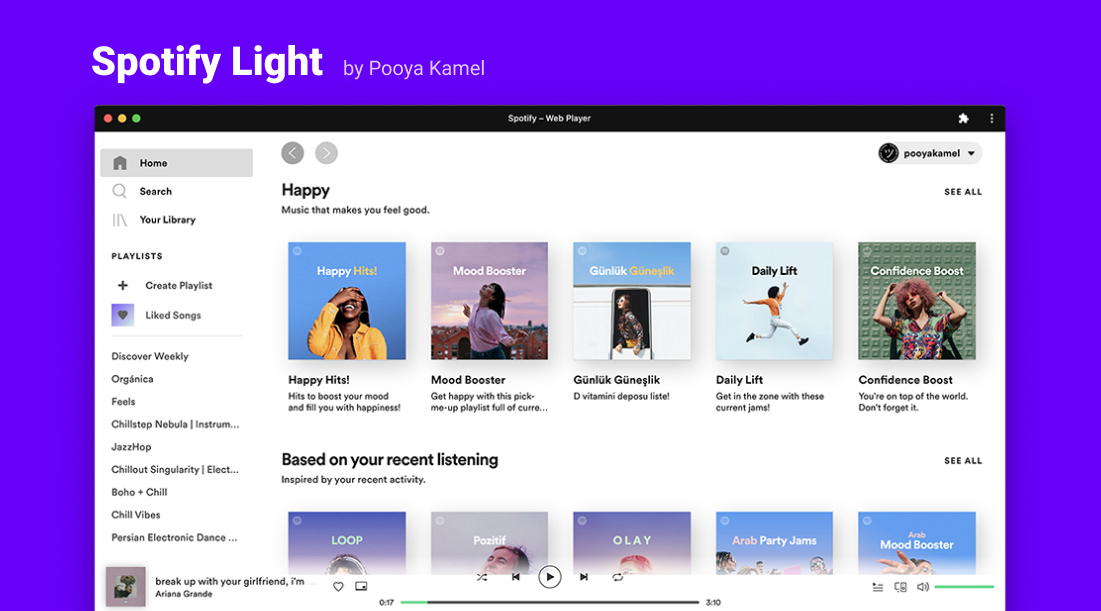 Spotify Light by Pooya Kamel
Spotify – Web Player
Home
Search
Your Library
PLAYLISTS
Create Playlist
Liked Songs
Discover Weekly
Orgánica
Feels
Chillstep Nebula | Instrum...
JazzHop
Chillout Singularity | Elect...
Boho + Chill
Chill Vibes
Persian Electronic Dance ...
pooyakamel
Happy
SEE ALL
Music that makes you feel good.
Happy Hits!
Mood Booster
Günlük Güneşlik
Daily Lift
Confidence Boost
Happy Hits!
Hits to boost your mood
and fill you with happiness!
Mood Booster
Get happy with this pick-
me-up playlist full of curre...
Günlük Güneşlik
D vitamini deposu liste!
Daily Lift
Get in the zone with these
current jams!
Confidence Boost
You're on top of the world.
Don't forget it.
Based on your recent listening
SEE ALL
Inspired by your recent activity.
LOOP
Pozitif
OLAY
Arab Party Jams
Arab
Mood Booster
break up with your girlfriend, i'm
Ariana Grande
0:17
3:10